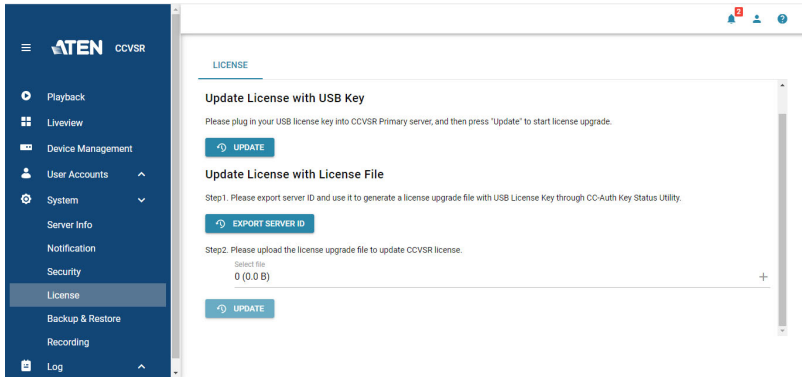 2
ATEN CCVSR
Playback
Liveview
Device Management
User Accounts
System
Server Info
Notification
Security
License
Backup & Restore
Recording
Log
LICENSE
Update License with USB Key
Please plug in your USB license key into CCVSR Primary server, and then press "Update" to start license upgrade.
UPDATE
Update License with License File
Step1. Please export server ID and use it to generate a license upgrade file with USB License Key through CC-Auth Key Status Utility.
EXPORT SERVER ID
Step2. Please upload the license upgrade file to update CCVSR license.
Select file
0 (0.0 B)
UPDATE